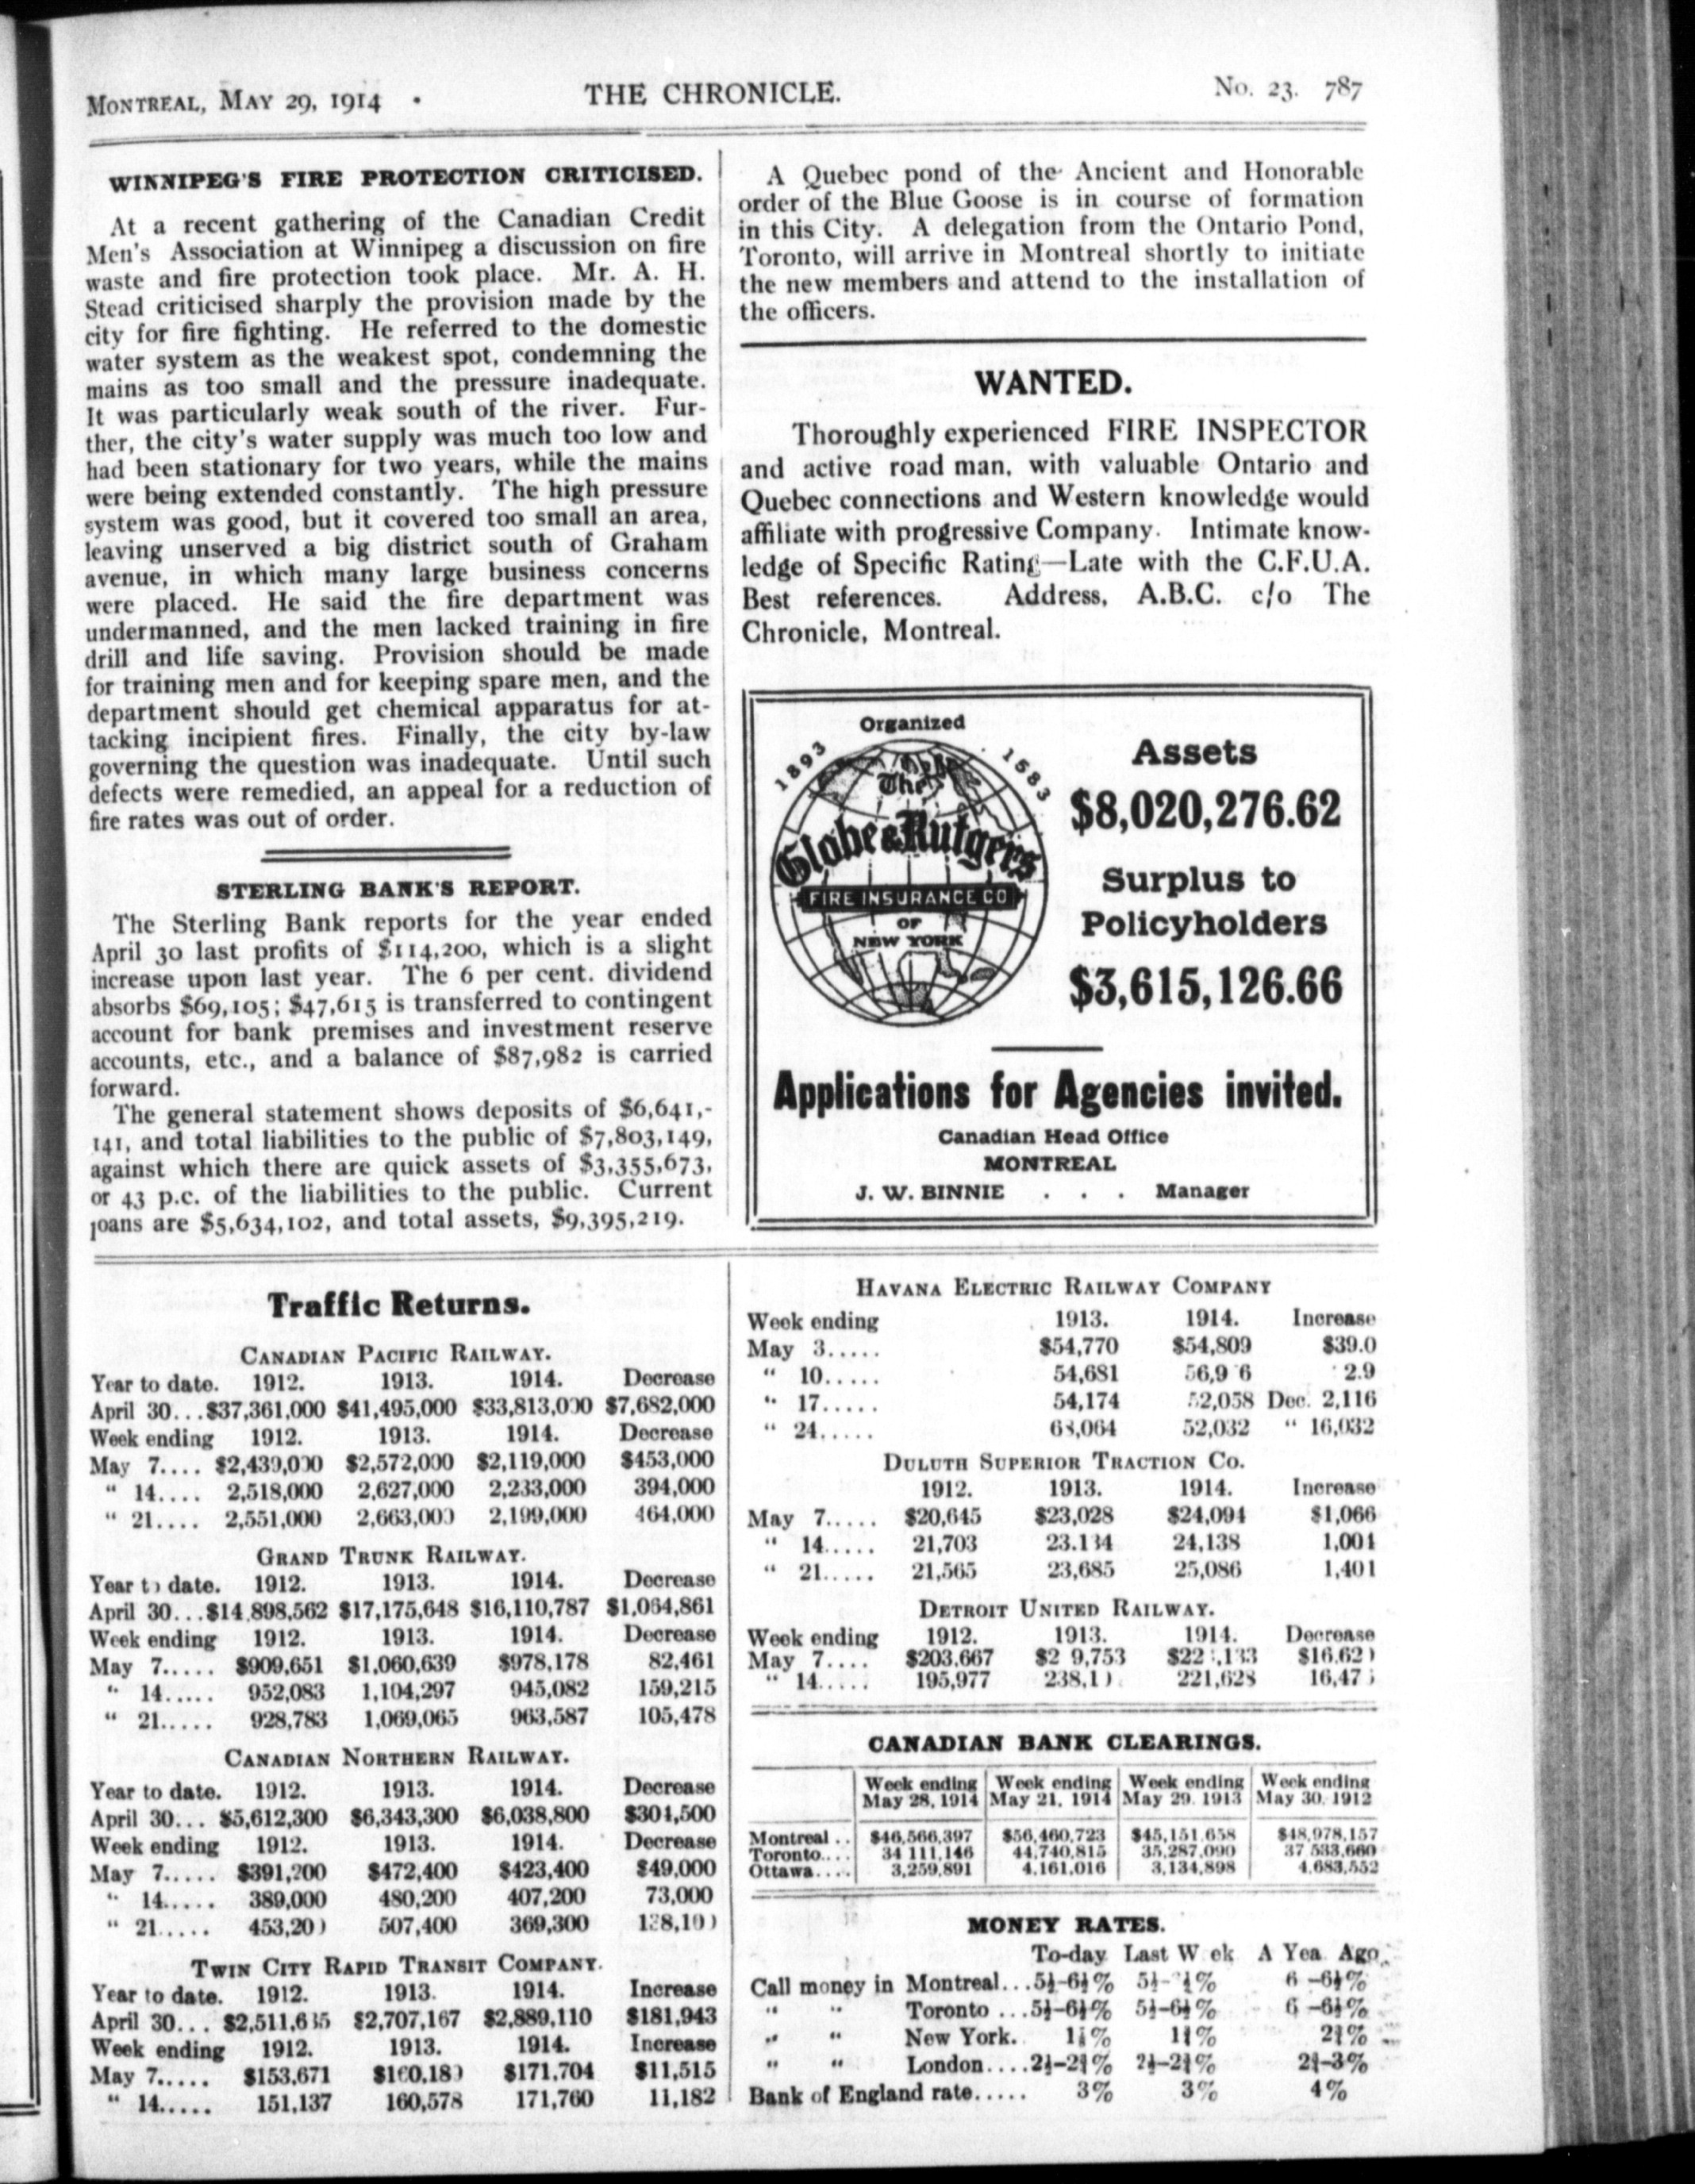 MONTREAL, MAY 29, 1914
THE CHRONICLE.
No. 23. 787
WINNIPEG'S FIRE PROTECTION CRITICISED.
At a recent gathering of the Canadian Credit
Men's Association at Winnipeg a discussion on fire
waste and fire protection took place. Mr. A. H.
Stead criticised sharply the provision made by the
city for fire fighting. He referred to the domestic
water system as the weakest spot, condemning the
mains as too small and the pressure inadequate.
It was particularly weak south of the river. Fur-
ther, the city's water supply was much too low and
had been stationary for two years, while the mains
were being extended constantly. The high pressure
system was good, but it covered too small an area,
leaving unserved a big district south of Graham
avenue, in which many large business concerns
were placed. He said the fire department was
undermanned, and the men lacked training in fire
drill and life saving. Provision should be made
for training men and for keeping spare men, and the
department should get chemical apparatus for at-
tacking incipient fires. Finally, the city by-law
governing the question was inadequate. Until such
defects were remedied, an appeal for a reduction of
fire rates was out of order.
STERLING BANK'S REPORT.
The Sterling Bank reports for the year ended
April 30 last profits of $114,200, which is a slight
increase upon last year. The 6 per cent. dividend
absorbs $69,105; $47,615 is transferred to contingent
account for bank premises and investment reserve
accounts, etc., and a balance of $87,982 is carried
forward.
The general statement shows deposits of $6,641,-
141, and total liabilities to the public of $7,803,149,
against which there are quick assets of $3,355,673,
or 43 p.c. of the liabilities to the public. Current
loans are $5,634,102, and total assets, $9,395,219.
A Quebec pond of the Ancient and Honorable
order of the Blue Goose is in course of formation
in this City. A delegation from the Ontario Pond,
Toronto, will arrive in Montreal shortly to initiate
the new members and attend to the installation of
the officers.
WANTED.
Thoroughly experienced FIRE INSPECTOR
and active road man, with valuable Ontario and
Quebec connections and Western knowledge would
affiliate with progressive Company. Intimate know-
ledge of Specific Rating—Late with the C.F.U.A.
Best references. Address, A.B.C. c/o The
Chronicle, Montreal.
Organized
1893 1583
The
Globe & Rutgers
FIRE INSURANCE CO
OF
NEW YORK
Assets
$8,020,276.62
Surplus to
Policyholders
$3,615,126.66
Applications for Agencies invited.
Canadian Head Office
MONTREAL
J. W. BINNIE . . . Manager
Traffic Returns.
CANADIAN PACIFIC RAILWAY.
Year to date. 1912. 1913. 1914. Decrease
April 30...$37,361,000 $41,495,000 $33,813,000 $7,682,000
Week ending 1912. 1913. 1914. Decrease
May 7.... $2,439,000 $2,572,000 $2,119,000 $453,000
" 14.... 2,518,000 2,627,000 2,233,000 394,000
" 21.... 2,551,000 2,663,000 2,199,000 464,000
GRAND TRUNK RAILWAY.
Year to date. 1912. 1913. 1914. Decrease
April 30...$14,898,562 $17,175,648 $16,110,787 $1,064,861
Week ending 1912. 1913. 1914. Decrease
May 7..... $909,651 $1,060,639 $978,178 82,461
" 14..... 952,083 1,104,297 945,082 159,215
" 21..... 928,783 1,069,065 963,587 105,478
CANADIAN NORTHERN RAILWAY.
Year to date. 1912. 1913. 1914. Decrease
April 30... $5,612,300 $6,343,300 $6,038,800 $304,500
Week ending 1912. 1913. 1914. Decrease
May 7..... $391,200 $472,400 $423,400 $49,000
" 14..... 389,000 480,200 407,200 73,000
" 21..... 453,200 507,400 369,300 138,100
TWIN CITY RAPID TRANSIT COMPANY.
Year to date. 1912. 1913. 1914. Increase
April 30... $2,707,167 $2,889,110 $181,943
Week ending 1912. 1913. 1914. Increase
May 7..... $153,671 $171,704 $11,515
" 14..... 151,137 160,578 171,760 11,182
HAVANA ELECTRIC RAILWAY COMPANY
Week ending 1913. 1914. Increase
May 3..... $54,770 $54,809
" 10..... 54,681
" 17..... 54,174 52,058 Dec. 2,116
" 24..... 68,064 52,032 " 16,032
DULUTH SUPERIOR TRACTION CO.
1912. 1913. 1914. Increase
May 7..... $20,645 $23,028 $24,094 $1,066
" 14..... 21,703 23.134 24,138 1,004
" 21..... 21,565 23,685 25,086 1,401
DETROIT UNITED RAILWAY.
Week ending 1912. 1913. 1914. Decrease
May 7.... $203,667
" 14..... 195,977 221,628
CANADIAN BANK CLEARINGS.
Week ending Week ending Week ending Week ending
May 28, 1914 May 21, 1914 May 29, 1913 May 30, 1912
Montreal .. $46,566,397 $56,460,723 $45,151,658 $48,978,157
Toronto.... 34 111,146 44,740,815 35,287,090 37 533,660
Ottawa.... 3,259,891 4,161,016 3,134,898 4,683,552
MONEY RATES.
To-day Last W ek A Yea Ago
Call money in Montreal...
" " Toronto ...
" " New York.
" " London....
Bank of England rate..... 3% 3% 4%